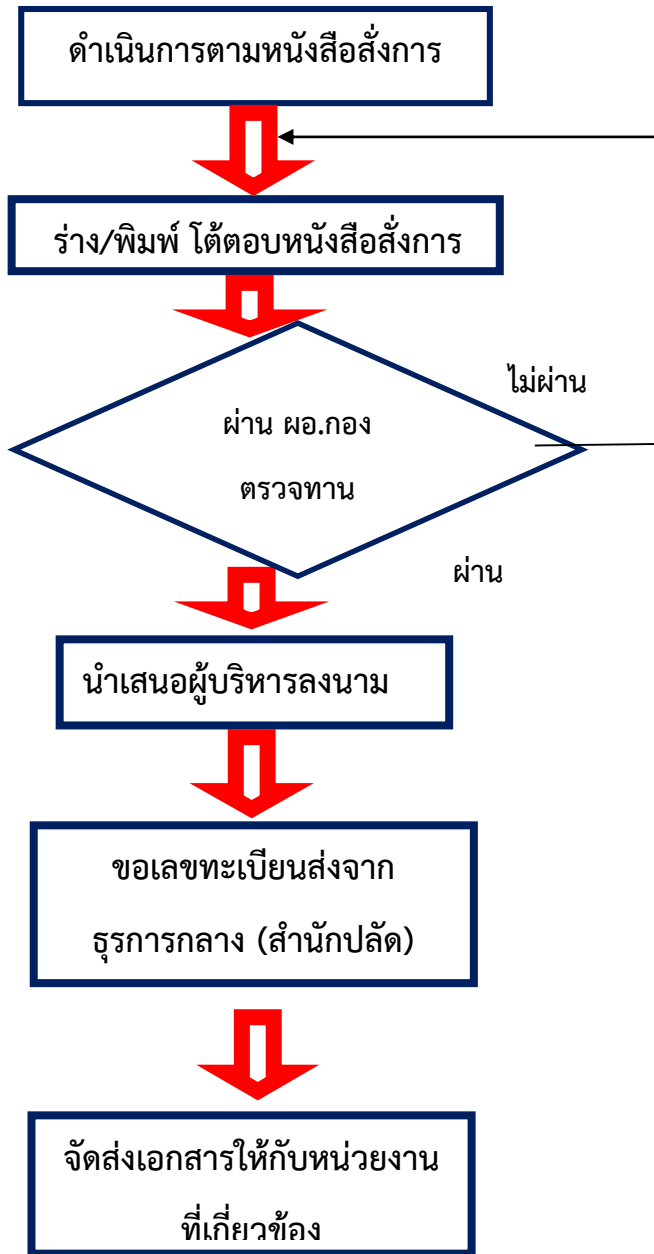 ดำเนินการตามหนังสือสั่งการ
ร่าง/พิมพ์ โต้ตอบหนังสือสั่งการ
ไม่ผ่าน
ผ่าน ผอ.กอง
ตรวจทาน
ผ่าน
นำเสนอผู้บริหารลงนาม
ขอเลขทะเบียนส่งจาก
ธุรการกลาง (สำนักปลัด)
จัดส่งเอกสารให้กับหน่วยงาน
ที่เกี่ยวข้อง